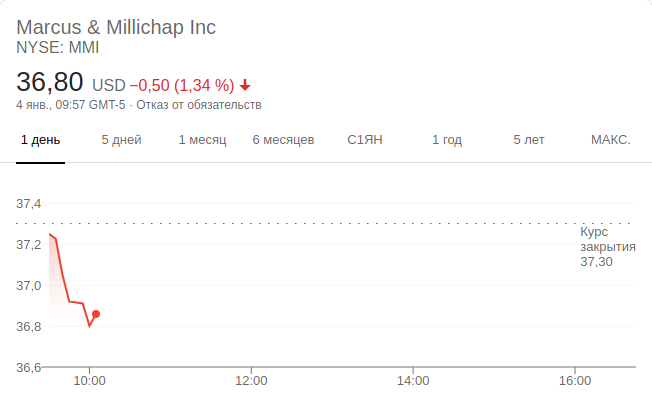 Marcus & Millichap Inc
NYSE: MMI
36,80 USD −0,50 (1,34 %)
4 янв., 09:57 GMT-5 · Отказ от обязательств
1 день 5 дней 1 месяц 6 месяцев С1ЯН 1 год 5 лет МАКС.
37,4
Курс
закрытия
37,30
37,2
37,0
36,8
36,6
10:00 12:00 14:00 16:00